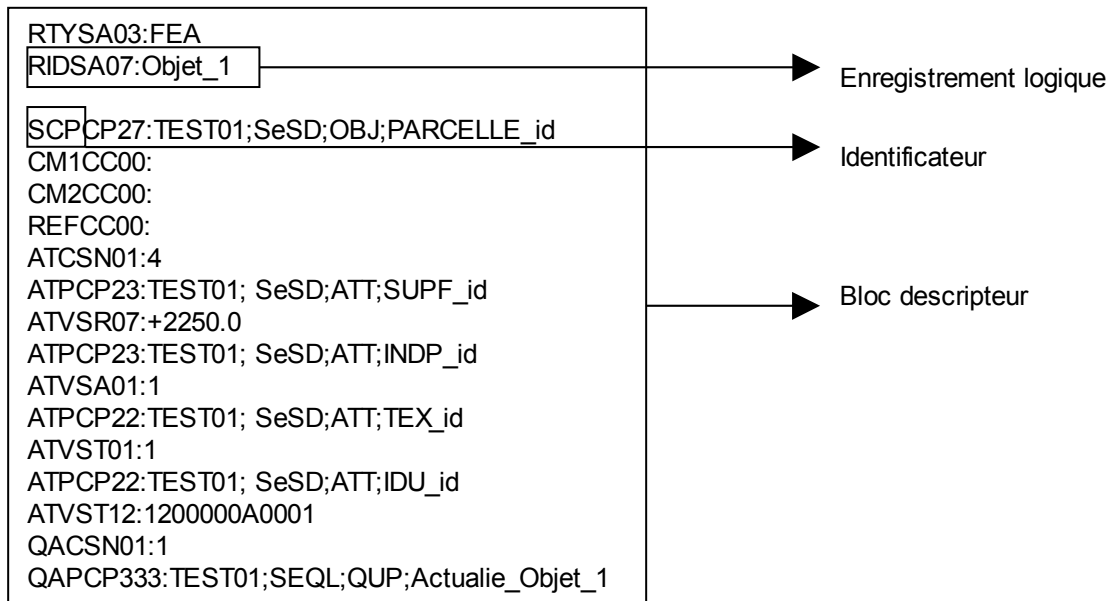 RTYSA03:FEA
RIDSA07:Objet_1
Enregistrement logique
SCPCP27:TEST01;SeSD;OBJ;PARCELLE_id
Identificateur
CM1CC00:
CM2CC00:
REFCC00:
ATCSN01:4
ATPCP23:TEST01; SeSD;ATT;SUPF_id
Bloc descripteur
ATVSR07:+2250.0
ATPCP23:TEST01; SeSD;ATT;INDP_id
ATVSA01:1
ATPCP22:TEST01; SeSD;ATT;TEX_id
ATVST01:1
ATPCP22:TEST01; SeSD;ATT;IDU_id
ATVST12:1200000A0001
QACSN01:1
QAPCP333:TEST01;SEQL;QUP;Actualie_Objet_1